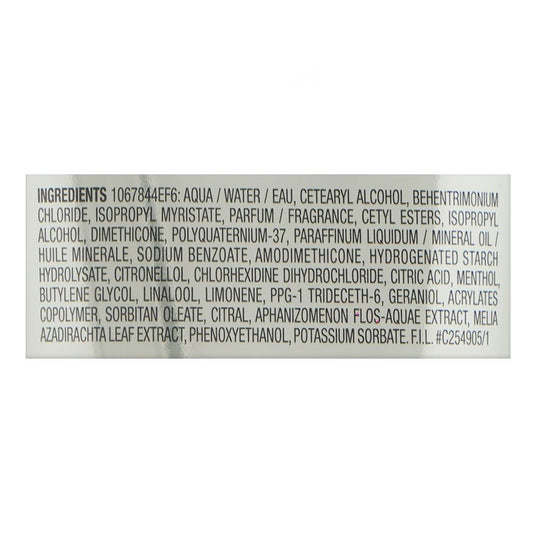 INGREDIENTS 1067844EF6: AQUA / WATER / EAU, CETEARYL ALCOHOL, BEHENTRIMONIUM
CHLORIDE, ISOPROPYL MYRISTATE, PARFUM / FRAGRANCE, CETYL ESTERS, ISOPROPYL
ALCOHOL, DIMETHICONE, POLYQUATERNIUM-37, PARAFFINUM LIQUIDUM / MINERAL OIL /
HUILE MINERALE, SODIUM BENZOATE, AMODIMETHICONE, HYDROGENATED STARCH
HYDROLYSATE, CITRONELLOL, CHLORHEXIDINE DIHYDROCHLORIDE, CITRIC ACID, MENTHOL,
BUTYLENE GLYCOL, LINALOOL, LIMONENE, PPG-1 TRIDECETH-6, GERANIOL, ACRYLATES
COPOLYMER, SORBITAN OLEATE, CITRAL, APHANIZOMENON FLOS-AQUAE EXTRACT, MELIA
AZADIRACHTA LEAF EXTRACT, PHENOXYETHANOL, POTASSIUM SORBATE. F.I.L. #C254905/1